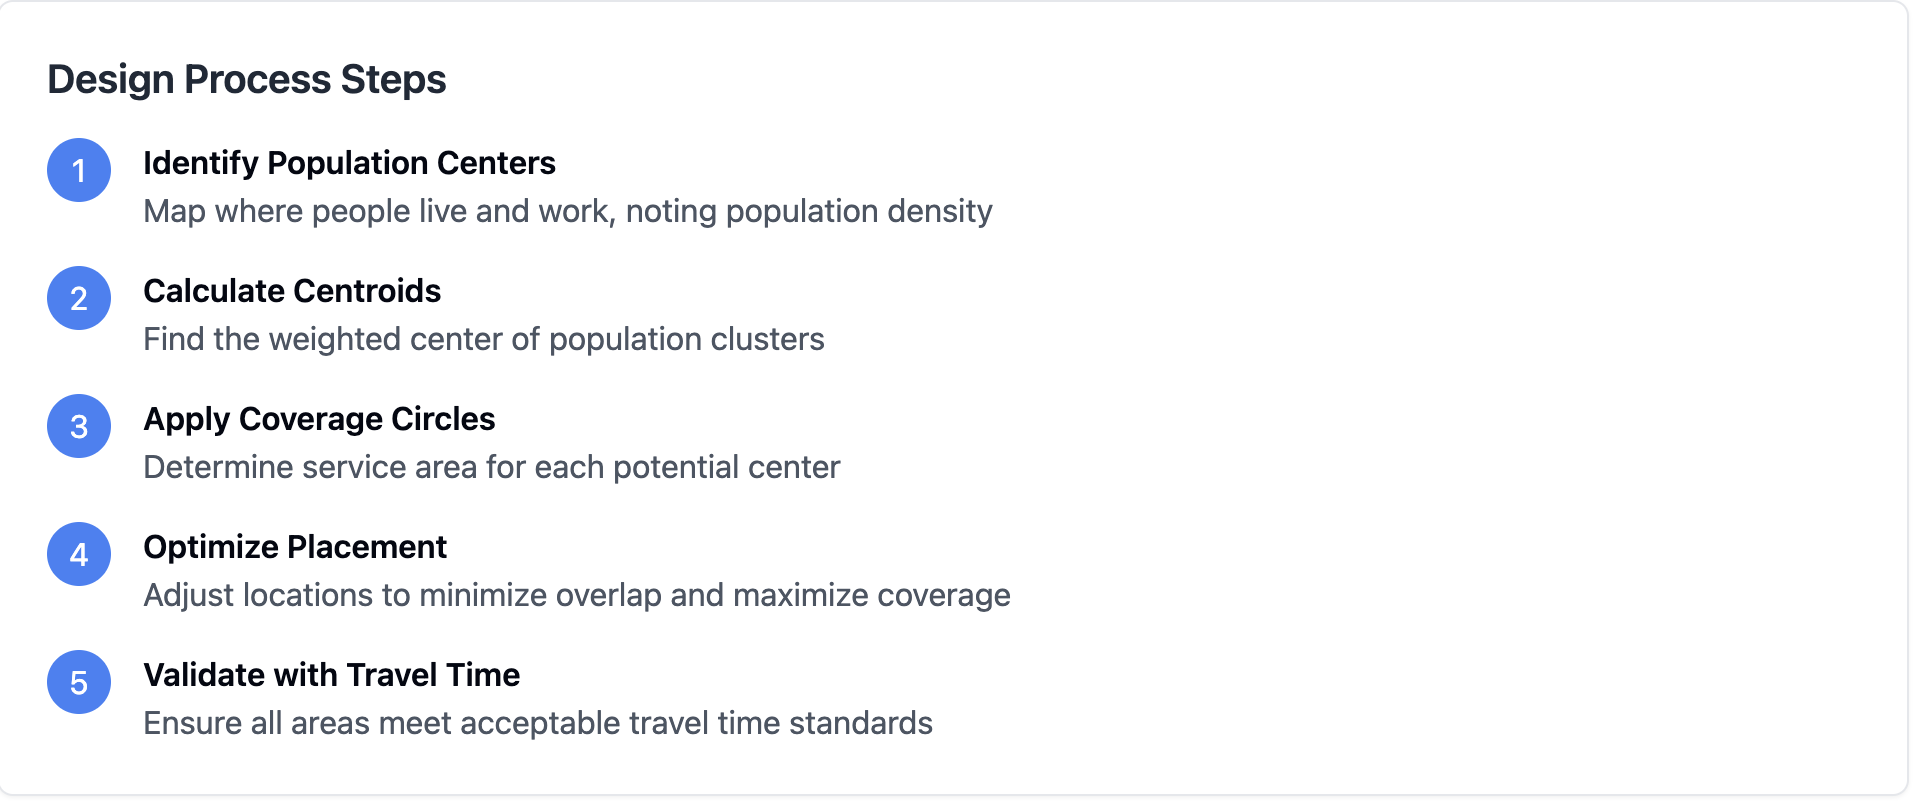 Design Process Steps
1
Identify Population Centers
Map where people live and work, noting population density
2
Calculate Centroids
Find the weighted center of population clusters
3
Apply Coverage Circles
Determine service area for each potential center
4
Optimize Placement
Adjust locations to minimize overlap and maximize coverage
5
Validate with Travel Time
Ensure all areas meet acceptable travel time standards